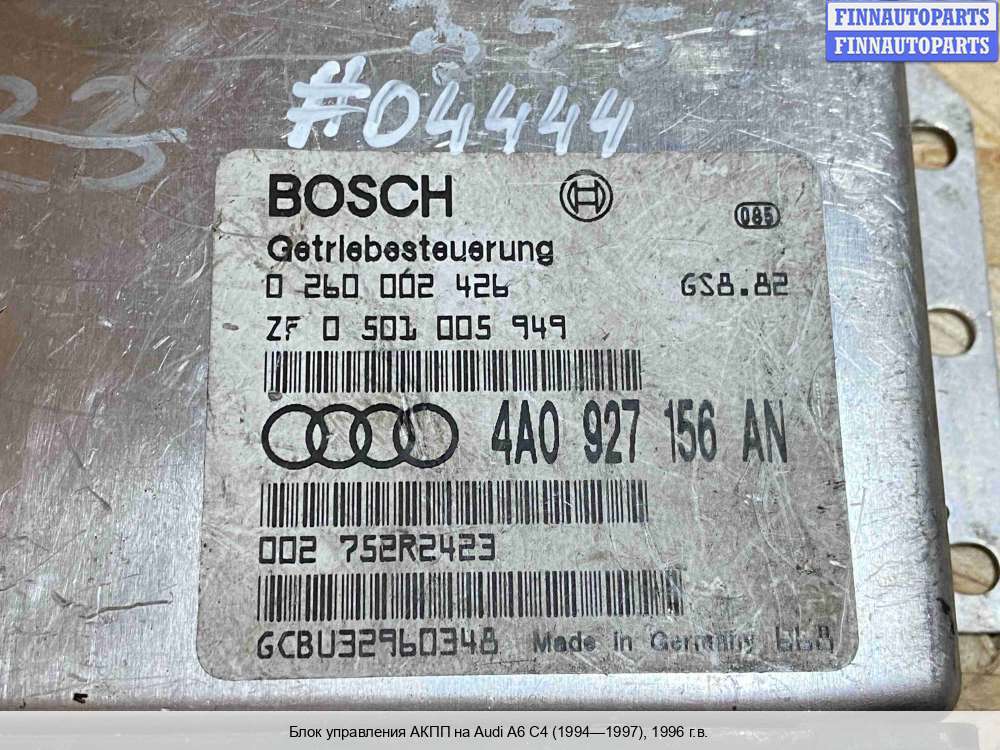 FINNAUTOPARTS
FINNAUTOPARTS
#04444
BOSCH
085
Getriebesteuerung
0 260 002 426 GS8.82
ZF 0 501 005 949
4A0 927 156 AN
002 752R2423
GCBU32960348 Made in Germany
Блок управления АКПП на Audi A6 C4 (1994—1997), 1996 г.в.